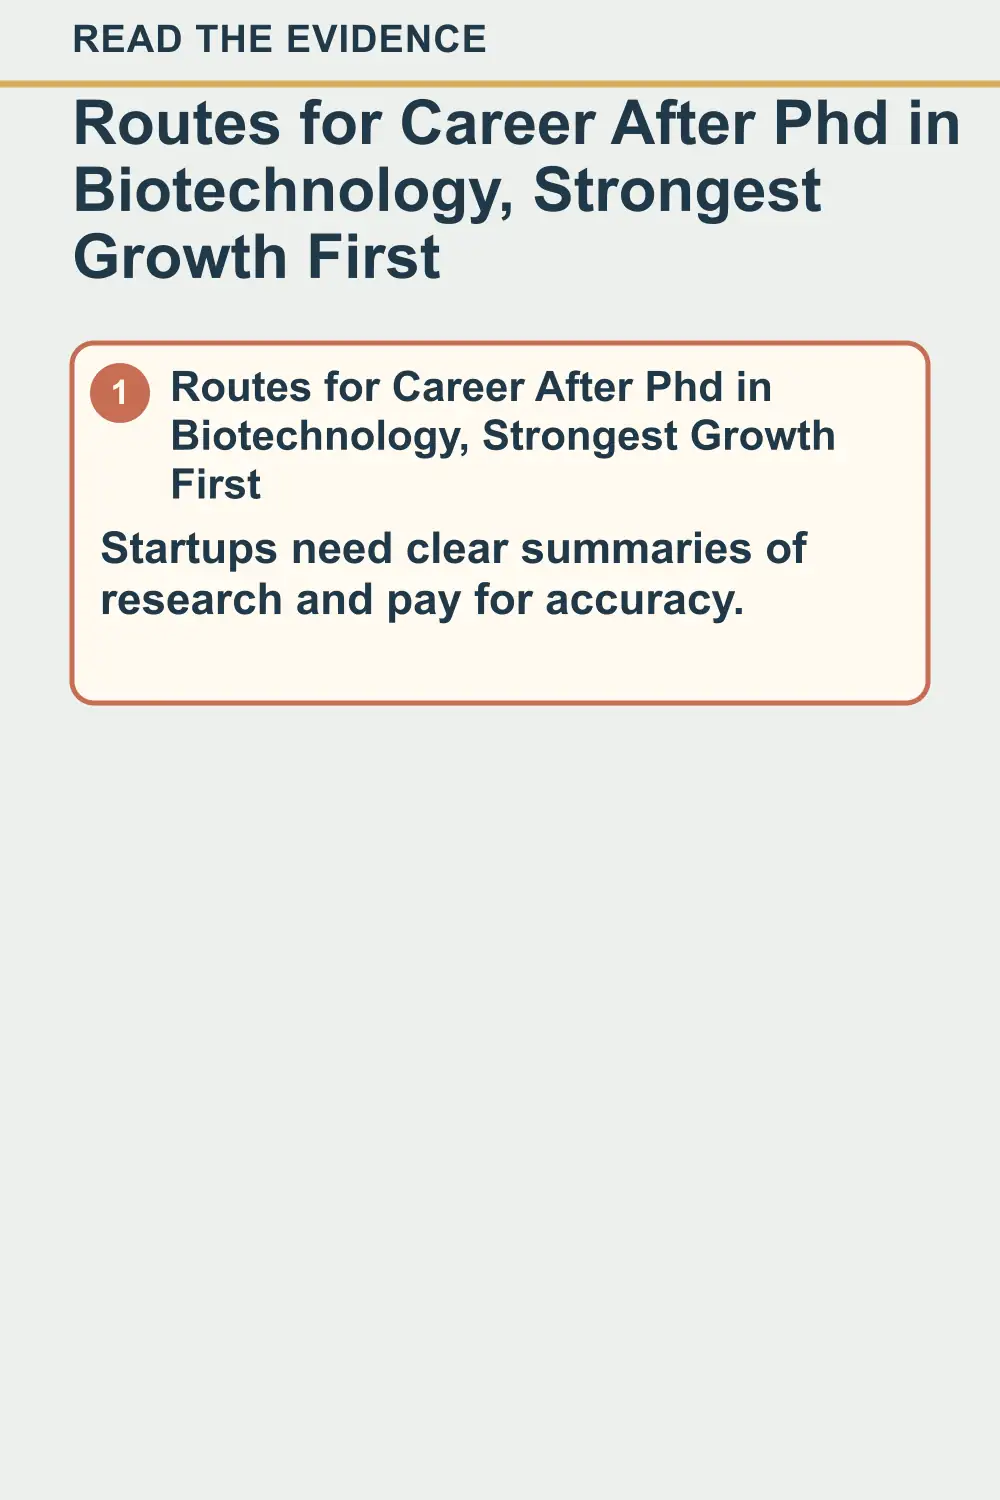 READ THE EVIDENCE
Routes for Career After Phd in
Biotechnology, Strongest
Growth First
1
Routes for Career After Phd in
Biotechnology, Strongest Growth
First
Startups need clear summaries of
research and pay for accuracy.